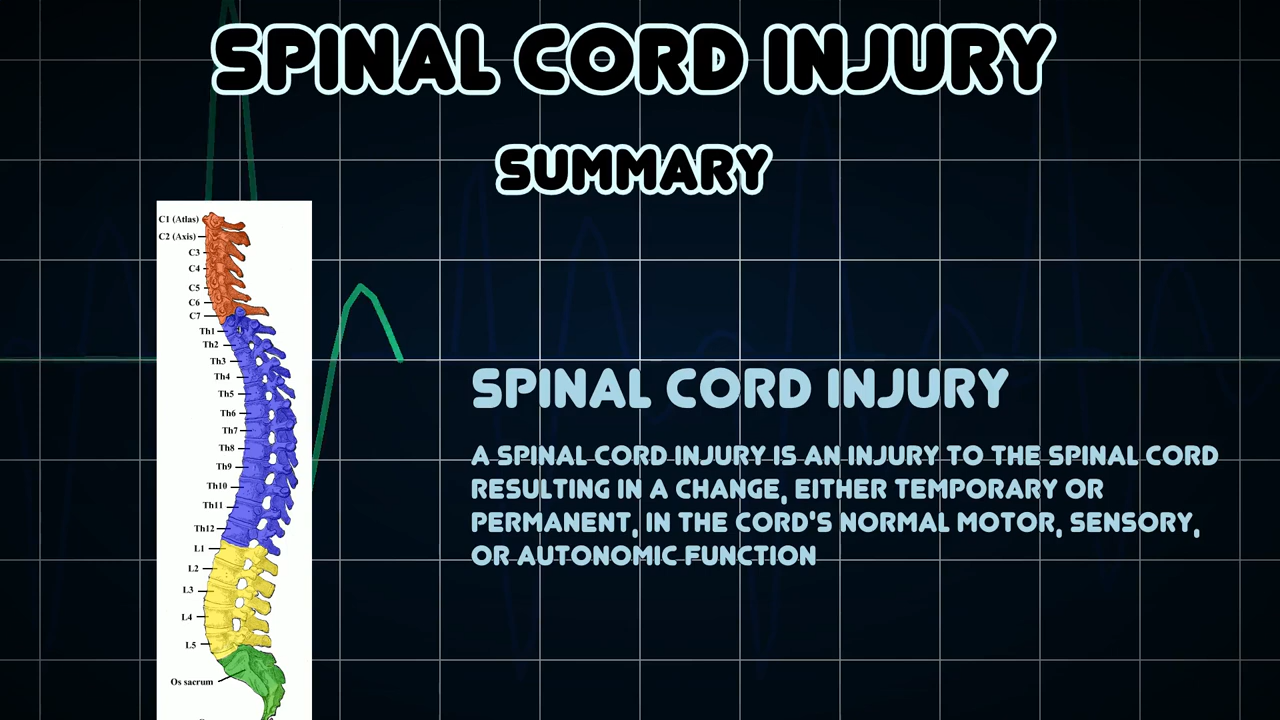 SPINAL CORD INJURY
SUMMARY
C1 (Atlas)
C2 (Axis)
C3
C4
C5
C6
C7
Th1
Th2
Th3
Th4
Th5
Th6
Th7
Th8
Th9
Th10
Th11
Th12
L1
L2
L3
L4
L5
Os sacrum
SPINAL CORD INJURY
A SPINAL CORD INJURY IS AN INJURY TO THE SPINAL CORD
RESULTING IN A CHANGE, EITHER TEMPORARY OR
PERMANENT, IN THE CORD'S NORMAL MOTOR, SENSORY,
OR AUTONOMIC FUNCTION